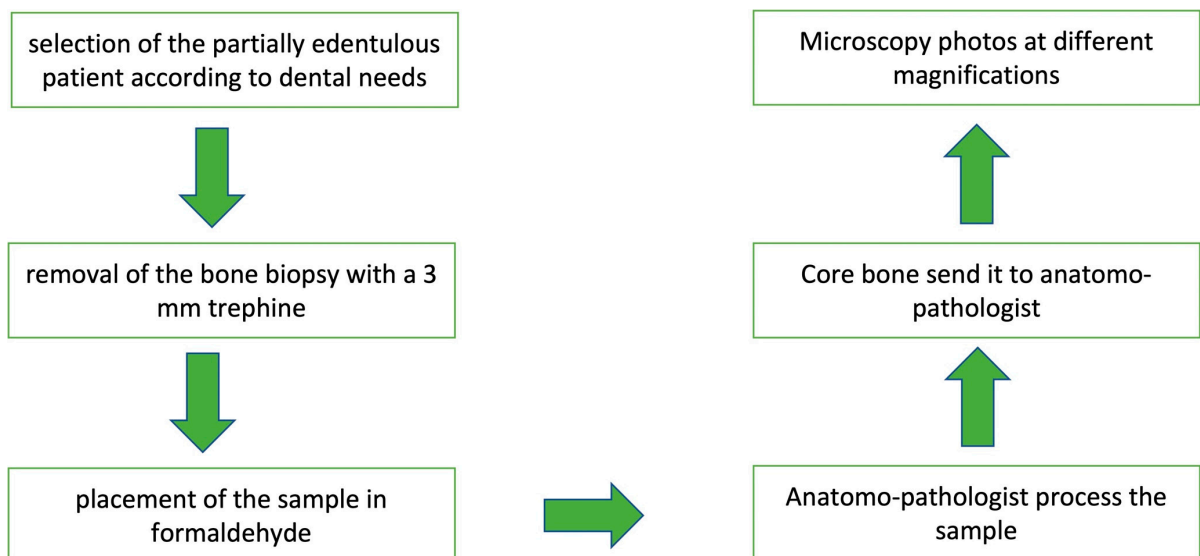 selection of the partially edentulous
patient according to dental needs
removal of the bone biopsy with a 3
mm trephine
placement of the sample in
formaldehyde
Anatomo-pathologist process the
sample
Core bone send it to anatomo-
pathologist
Microscopy photos at different
magnifications